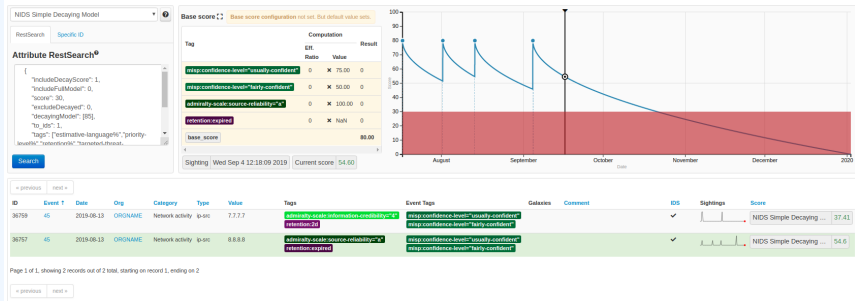 NIDS Simple Decaying Model
RestSearch Specific ID
Attribute RestSearch
{
"includeDecayScore": 1,
"includeFullModel": 0,
"score": 30,
"excludeDecayed": 0,
"decayingModel": [85],
"to_ids": 1,
"tags": ["estimative-language%","priority-
level%","retention%","targeted-threat-
Search
Base score Base score configuration not set. But default value sets.
Tag Computation Result
Eff. Ratio Value
misp:confidence-level="usually-confident" 0 × 75.00 0
misp:confidence-level="fairly-confident" 0 × 50.00 0
admiralty-scale:source-reliability="a" 0 × 100.00 0
retention:expired 0 × NaN 0
base_score 80.00
Sighting Wed Sep 4 12:18:09 2019 Current score 54.60
100
90
80
70
60
50
40
30
20
10
0
August September October November December 2020
Date
« previous next »
ID Event ↑ Date Org Category Type Value Tags Event Tags Galaxies Comment IDS Sightings Score
36759 45 2019-08-13 ORGNAME Network activity ip-src 7.7.7.7 admiralty-scale:information-credibility="4" misp:confidence-level="usually-confident" NIDS Simple Decaying ... 37.41
retention:2d misp:confidence-level="fairly-confident"
36757 45 2019-08-13 ORGNAME Network activity ip-src 8.8.8.8 admiralty-scale:source-reliability="a" misp:confidence-level="usually-confident" NIDS Simple Decaying ... 54.6
retention:expired misp:confidence-level="fairly-confident"
Page 1 of 1, showing 2 records out of 2 total, starting on record 1, ending on 2
« previous next »